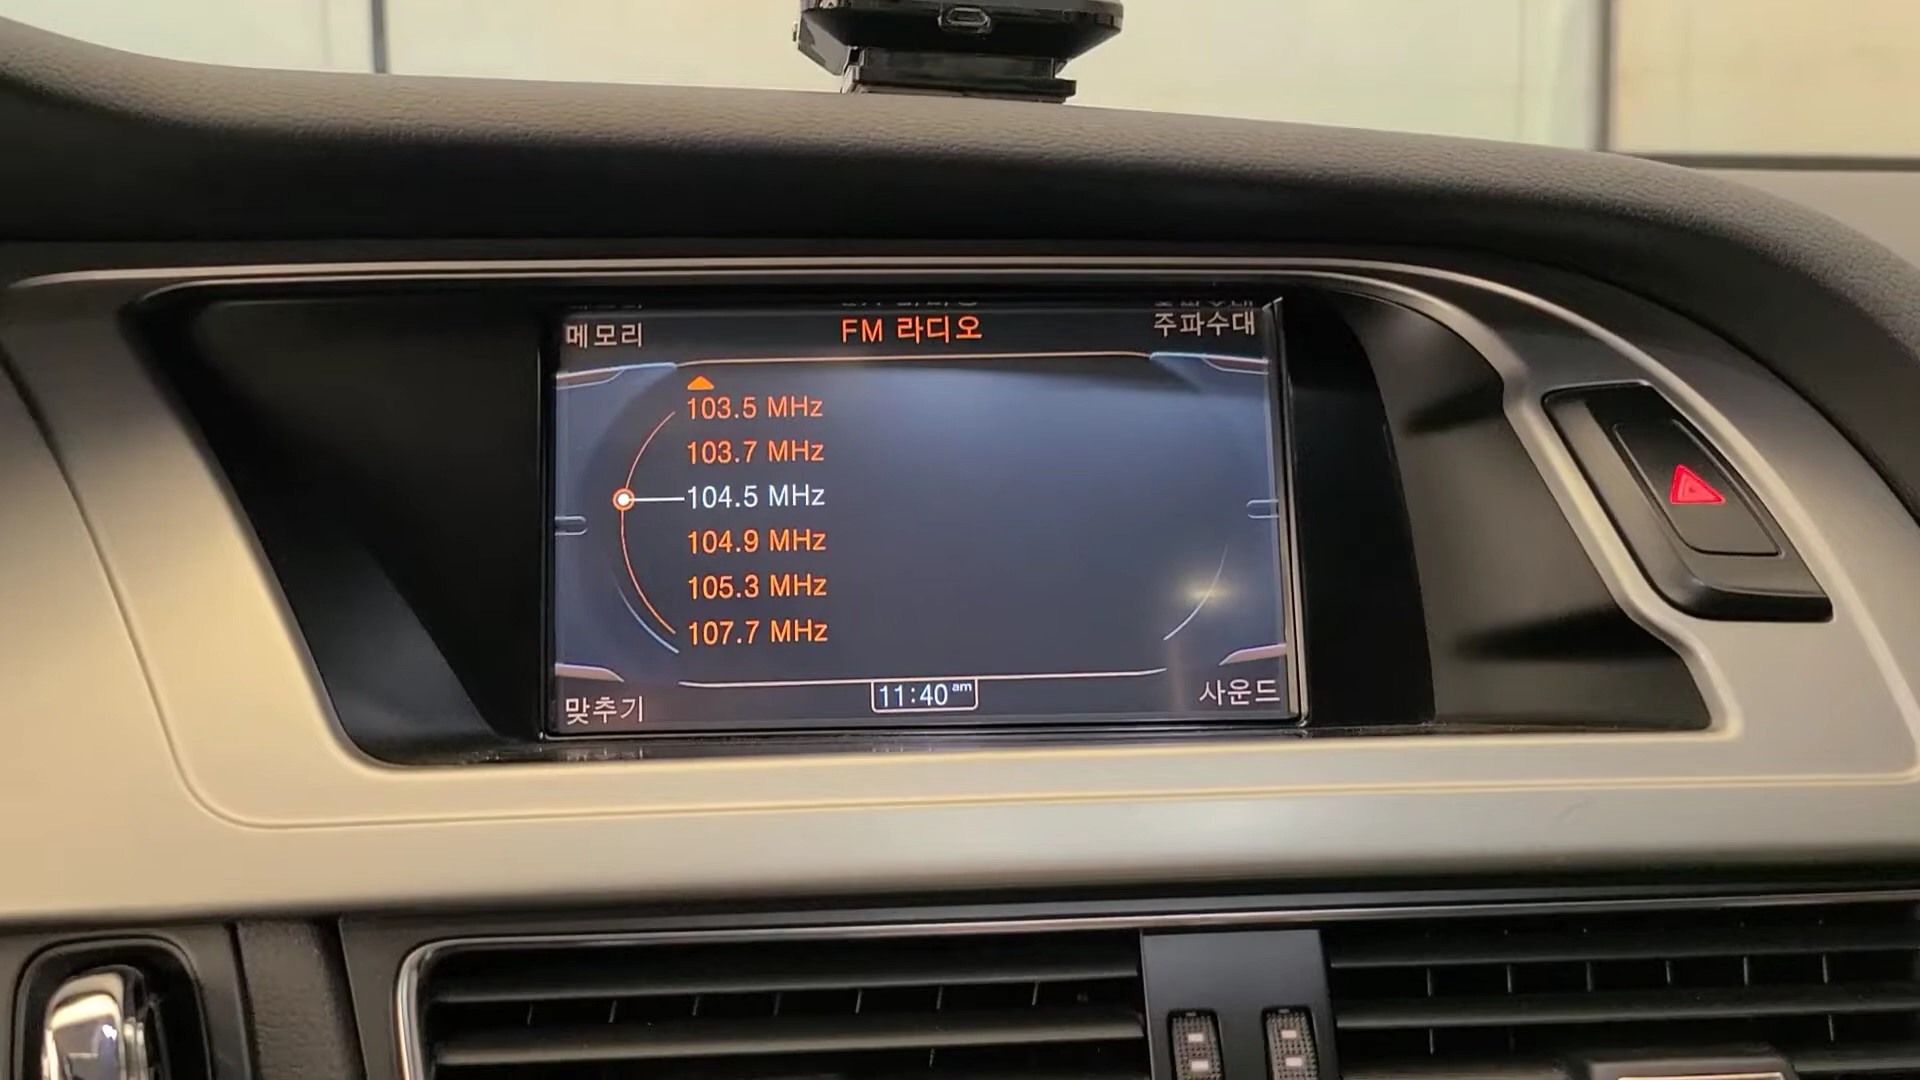 메모리 FM 라디오 주파수대
103.5 MHz
103.7 MHz
104.5 MHz
104.9 MHz
105.3 MHz
107.7 MHz
맞추기 11:40 am 사운드